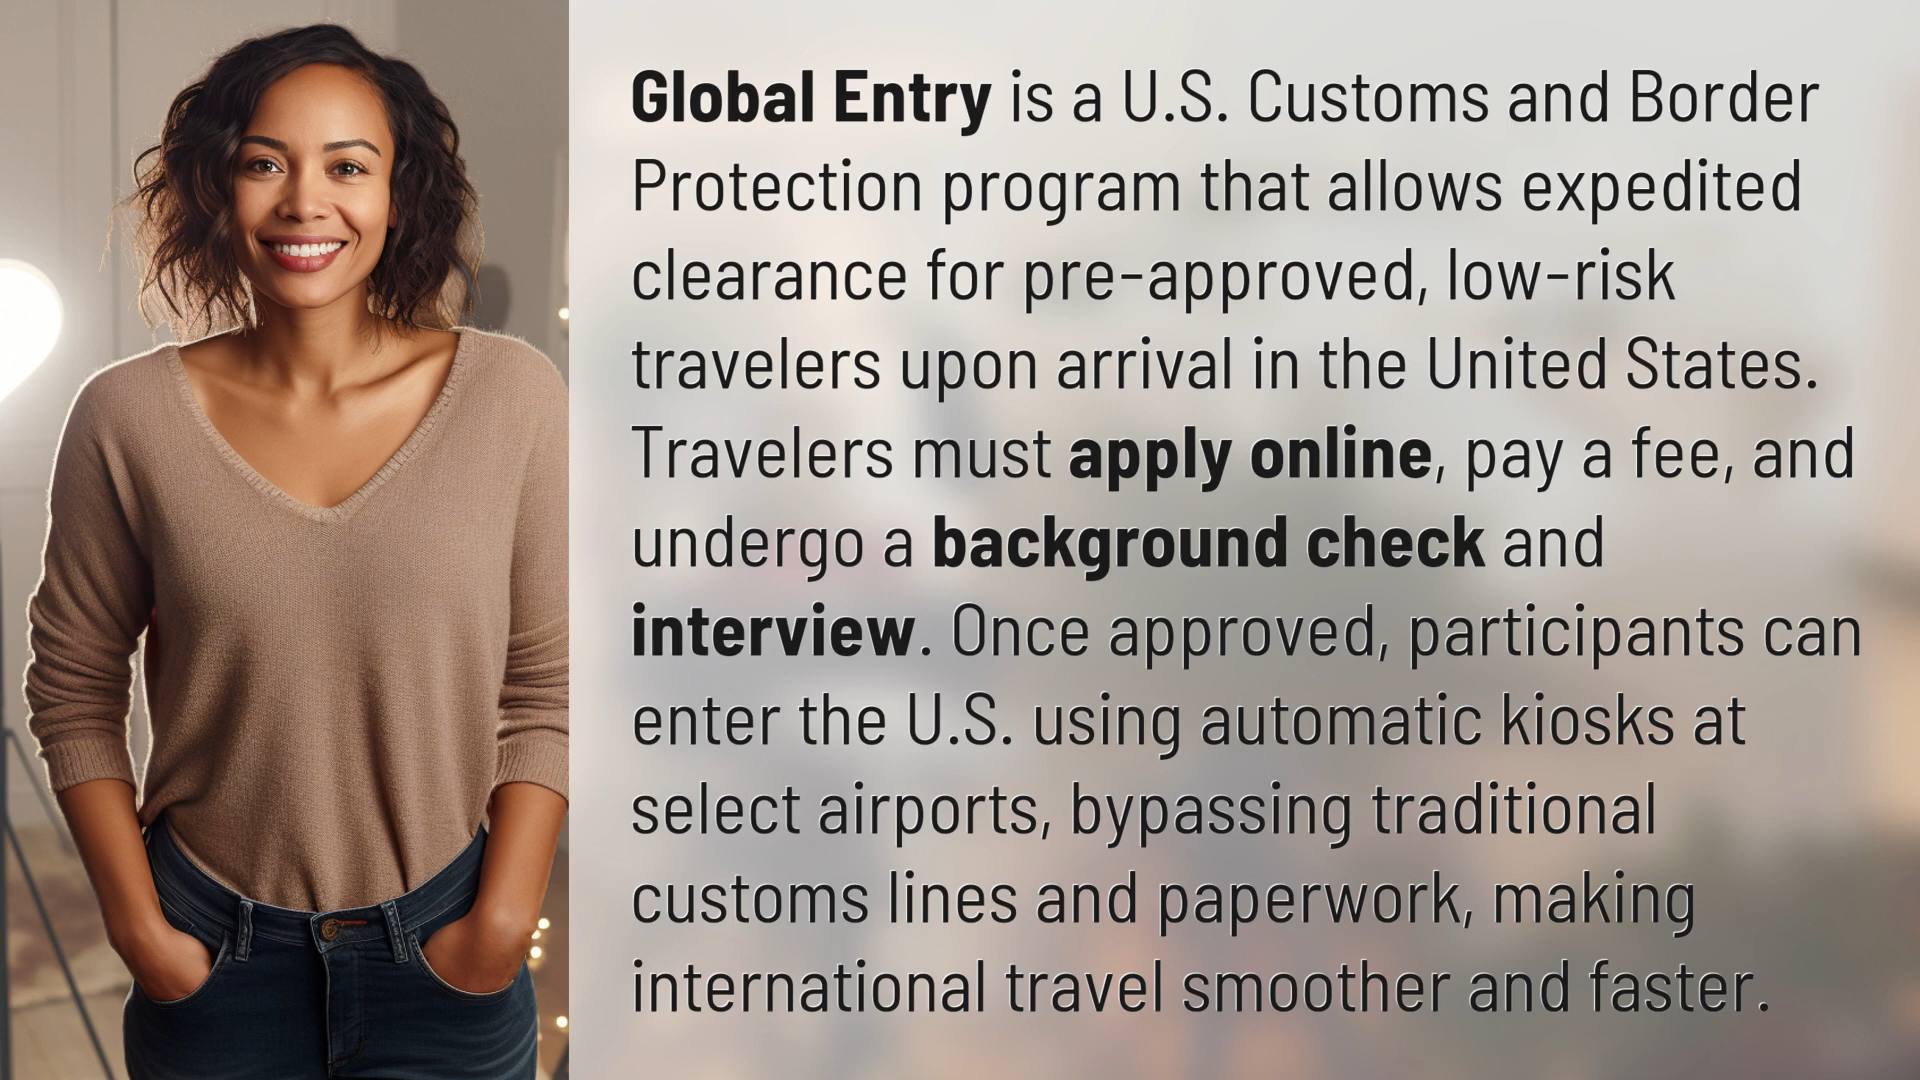 Global Entry is a U.S. Customs and Border
Protection program that allows expedited
clearance for pre-approved, low-risk
travelers upon arrival in the United States.
Travelers must apply online, pay a fee, and
undergo a background check and
interview. Once approved, participants can
enter the U.S. using automatic kiosks at
select airports, bypassing traditional
customs lines and paperwork, making
international travel smoother and faster.